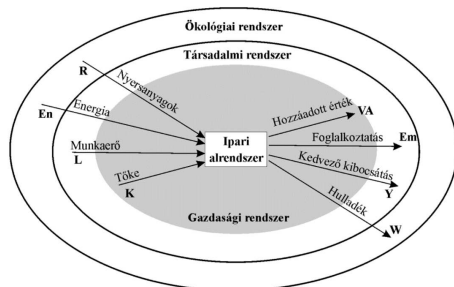 Ökológiai rendszer
Társadalmi rendszer
R
Nyersanyagok
En
Energia
Munkaerő
L
Tőke
K
Ipari
alrendszer
Hozzáadott érték
VA
Foglalkoztatás
Em
Kedvező kibocsátás
Y
Hulladék
W
Gazdasági rendszer